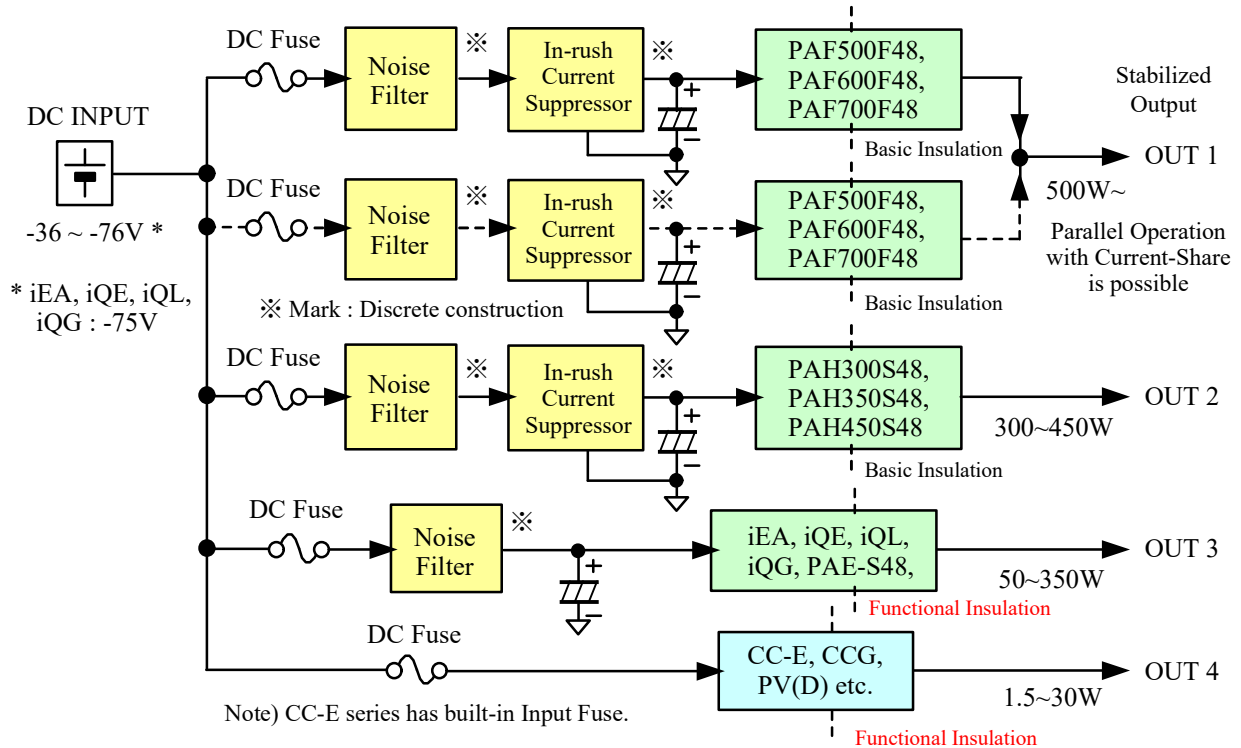 DC Fuse
Noise
Filter
※
In-rush
Current
Suppressor
※
+
−
PAF500F48,
PAF600F48,
PAF700F48
Basic Insulation
Stabilized
Output
OUT 1
500W~
DC INPUT
-36 ~ -76V *
* iEA, iQE, iQL,
iQG : -75V
DC Fuse
Noise
Filter
※
In-rush
Current
Suppressor
※
+
−
PAF500F48,
PAF600F48,
PAF700F48
Basic Insulation
Parallel Operation
with Current-Share
is possible
※ Mark : Discrete construction
DC Fuse
Noise
Filter
※
In-rush
Current
Suppressor
※
+
−
PAH300S48,
PAH350S48,
PAH450S48
Basic Insulation
OUT 2
300~450W
DC Fuse
Noise
Filter
※
+
−
iEA, iQE, iQL,
iQG, PAE-S48,
Functional Insulation
OUT 3
50~350W
DC Fuse
CC-E, CCG,
PV(D) etc.
OUT 4
1.5~30W
Note) CC-E series has built-in Input Fuse.
Functional Insulation